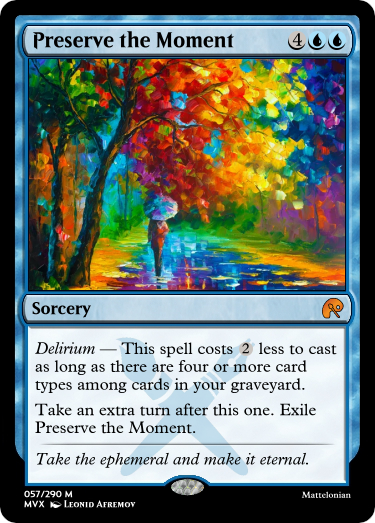 Preserve the Moment 4
Sorcery
Delirium — This spell costs 2 less to cast
as long as there are four or more card
types among cards in your graveyard.
Take an extra turn after this one. Exile
Preserve the Moment.
Take the ephemeral and make it eternal.
057/290 M
MVX Leonid Afremov
Mattelonian